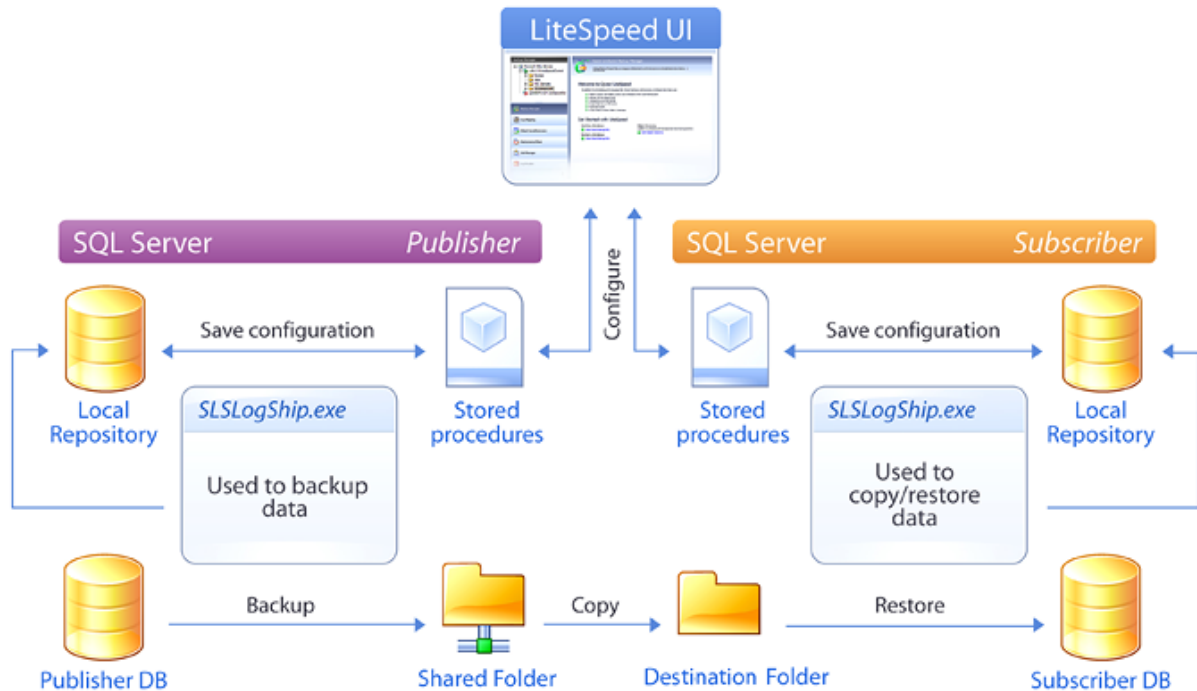 LiteSpeed UI
SQL Server Publisher
SQL Server Subscriber
Configure
Save configuration
Save configuration
Local
Repository
SLSLogShip.exe
Used to backup
data
Stored
procedures
Stored
procedures
SLSLogShip.exe
Used to
copy/restore
data
Local
Repository
Backup
Copy
Restore
Publisher DB
Shared Folder
Destination Folder
Subscriber DB